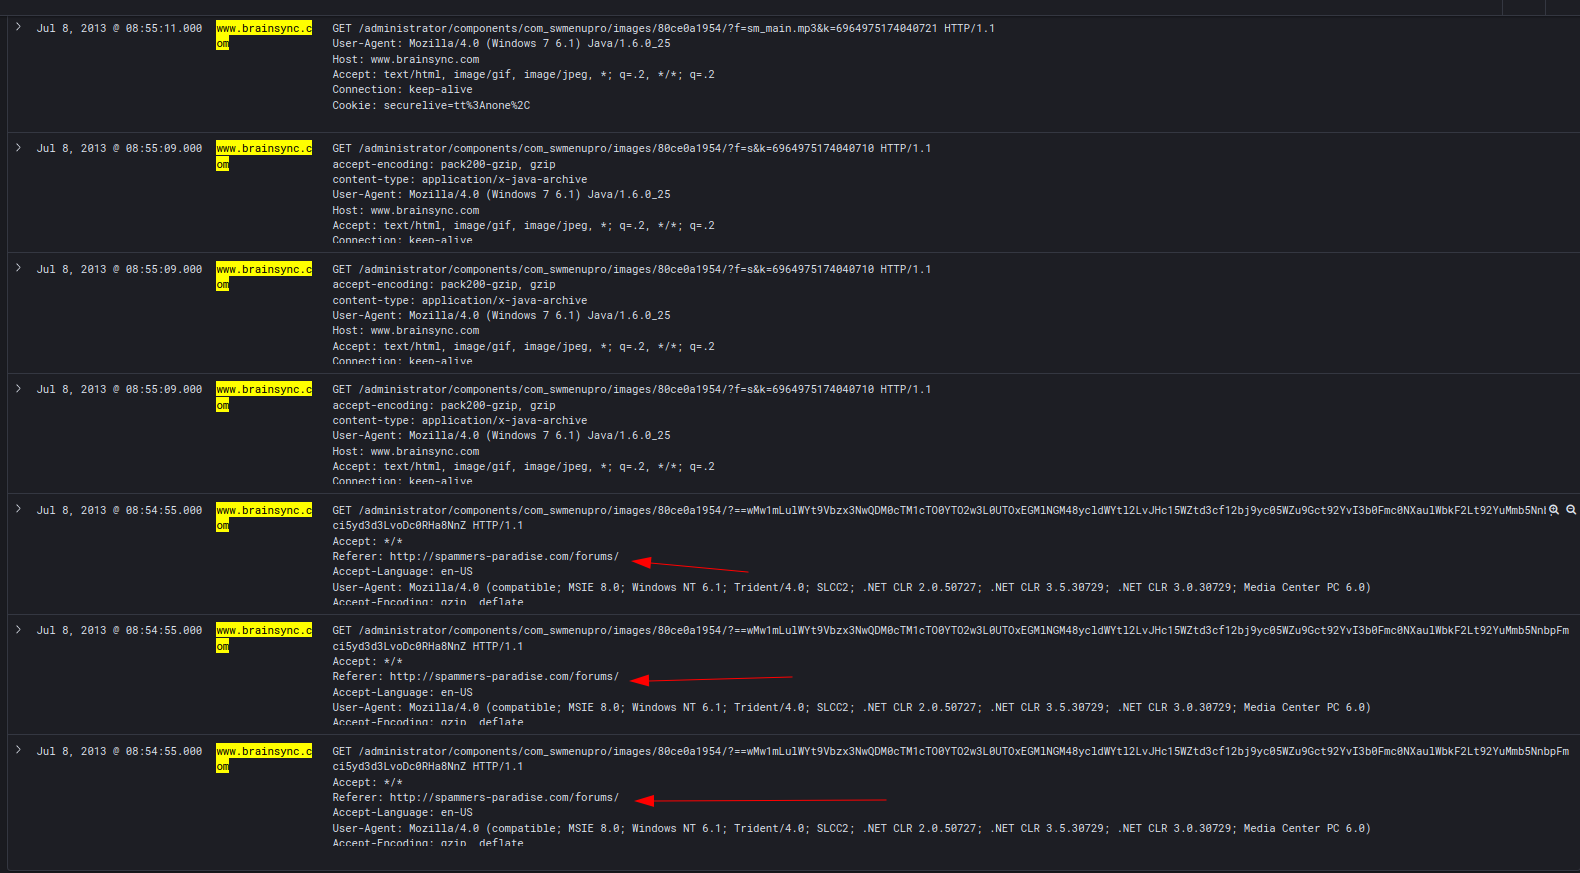 Jul 8, 2013 @ 08:55:11.000 www.brainsync.c GET /administrator/components/com_swmenupro/images/80ce0a1954/?f=sm_main.mp3&k=6964975174040721 HTTP/1.1
om User-Agent: Mozilla/4.0 (Windows 7 6.1) Java/1.6.0_25
Host: www.brainsync.com
Accept: text/html, image/gif, image/jpeg, *; q=.2, */*; q=.2
Connection: keep-alive
Cookie: securelive=tt%3Anone%2C
Jul 8, 2013 @ 08:55:09.000 www.brainsync.c GET /administrator/components/com_swmenupro/images/80ce0a1954/?f=s&k=6964975174040710 HTTP/1.1
om accept-encoding: pack200-gzip, gzip
content-type: application/x-java-archive
User-Agent: Mozilla/4.0 (Windows 7 6.1) Java/1.6.0_25
Host: www.brainsync.com
Accept: text/html, image/gif, image/jpeg, *; q=.2, */*; q=.2
Connection: keep-alive
Jul 8, 2013 @ 08:55:09.000 www.brainsync.c GET /administrator/components/com_swmenupro/images/80ce0a1954/?f=s&k=6964975174040710 HTTP/1.1
om accept-encoding: pack200-gzip, gzip
content-type: application/x-java-archive
User-Agent: Mozilla/4.0 (Windows 7 6.1) Java/1.6.0_25
Host: www.brainsync.com
Accept: text/html, image/gif, image/jpeg, *; q=.2, */*; q=.2
Connection: keep-alive
Jul 8, 2013 @ 08:55:09.000 www.brainsync.c GET /administrator/components/com_swmenupro/images/80ce0a1954/?f=s&k=6964975174040710 HTTP/1.1
om accept-encoding: pack200-gzip, gzip
content-type: application/x-java-archive
User-Agent: Mozilla/4.0 (Windows 7 6.1) Java/1.6.0_25
Host: www.brainsync.com
Accept: text/html, image/gif, image/jpeg, *; q=.2, */*; q=.2
Connection: keep-alive
Jul 8, 2013 @ 08:54:55.000 www.brainsync.c GET /administrator/components/com_swmenupro/images/80ce0a1954/?==wMw1mLulWYt9Vbzx3NwQDM0cTM1cTO0YTO2w3L0UTOxEGMlNGM48ycldWYtl2LvJHc15WZtd3cf12bj9yc05WZu9Gct92YvI3b0Fmc0NXaulWbkF2Lt92YuMmb5Nn
om ci5yd3d3LvoDc0RHa8NnZ HTTP/1.1
Accept: */*
Referer: http://spammers-paradise.com/forums/
Accept-Language: en-US
User-Agent: Mozilla/4.0 (compatible; MSIE 8.0; Windows NT 6.1; Trident/4.0; SLCC2; .NET CLR 2.0.50727; .NET CLR 3.5.30729; .NET CLR 3.0.30729; Media Center PC 6.0)
Accept-Encoding: gzip, deflate
Jul 8, 2013 @ 08:54:55.000 www.brainsync.c GET /administrator/components/com_swmenupro/images/80ce0a1954/?==wMw1mLulWYt9Vbzx3NwQDM0cTM1cTO0YTO2w3L0UTOxEGMlNGM48ycldWYtl2LvJHc15WZtd3cf12bj9yc05WZu9Gct92YvI3b0Fmc0NXaulWbkF2Lt92YuMmb5NnbpFm
om ci5yd3d3LvoDc0RHa8NnZ HTTP/1.1
Accept: */*
Referer: http://spammers-paradise.com/forums/
Accept-Language: en-US
User-Agent: Mozilla/4.0 (compatible; MSIE 8.0; Windows NT 6.1; Trident/4.0; SLCC2; .NET CLR 2.0.50727; .NET CLR 3.5.30729; .NET CLR 3.0.30729; Media Center PC 6.0)
Accept-Encoding: gzip, deflate
Jul 8, 2013 @ 08:54:55.000 www.brainsync.c GET /administrator/components/com_swmenupro/images/80ce0a1954/?==wMw1mLulWYt9Vbzx3NwQDM0cTM1cTO0YTO2w3L0UTOxEGMlNGM48ycldWYtl2LvJHc15WZtd3cf12bj9yc05WZu9Gct92YvI3b0Fmc0NXaulWbkF2Lt92YuMmb5NnbpFm
om ci5yd3d3LvoDc0RHa8NnZ HTTP/1.1
Accept: */*
Referer: http://spammers-paradise.com/forums/
Accept-Language: en-US
User-Agent: Mozilla/4.0 (compatible; MSIE 8.0; Windows NT 6.1; Trident/4.0; SLCC2; .NET CLR 2.0.50727; .NET CLR 3.5.30729; .NET CLR 3.0.30729; Media Center PC 6.0)
Accept-Encoding: gzip, deflate